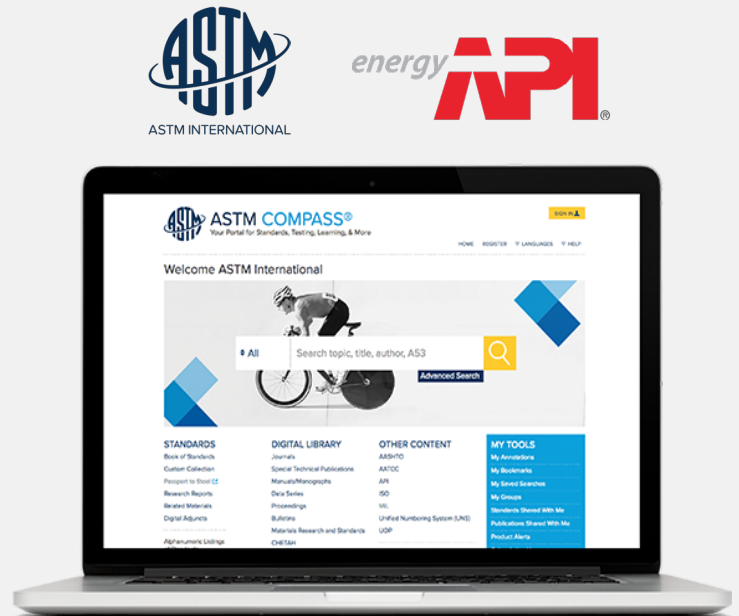 ASTM
ASTM INTERNATIONAL
energy API®
ASTM ASTM COMPASS®
Your Portal for Standards, Testing, Learning, & More
SIGN IN
HOME REGISTER LANGUAGES HELP
Welcome ASTM International
All Search topic, title, author, A53
Advanced Search
STANDARDS
Book of Standards
Custom Collection
Passport to Steel
Research Reports
Related Materials
Digital Adjuncts
Alphanumeric Listings
DIGITAL LIBRARY
Journals
Special Technical Publications
Manuals/Monographs
Data Series
Proceedings
Bulletins
Materials Research and Standards
CHETAH
OTHER CONTENT
AASHTO
AATCC
API
ISO
MIL
Unified Numbering System (UNS)
UOP
MY TOOLS
My Annotations
My Bookmarks
My Saved Searches
My Groups
Standards Shared With Me
Publications Shared With Me
Product Alerts